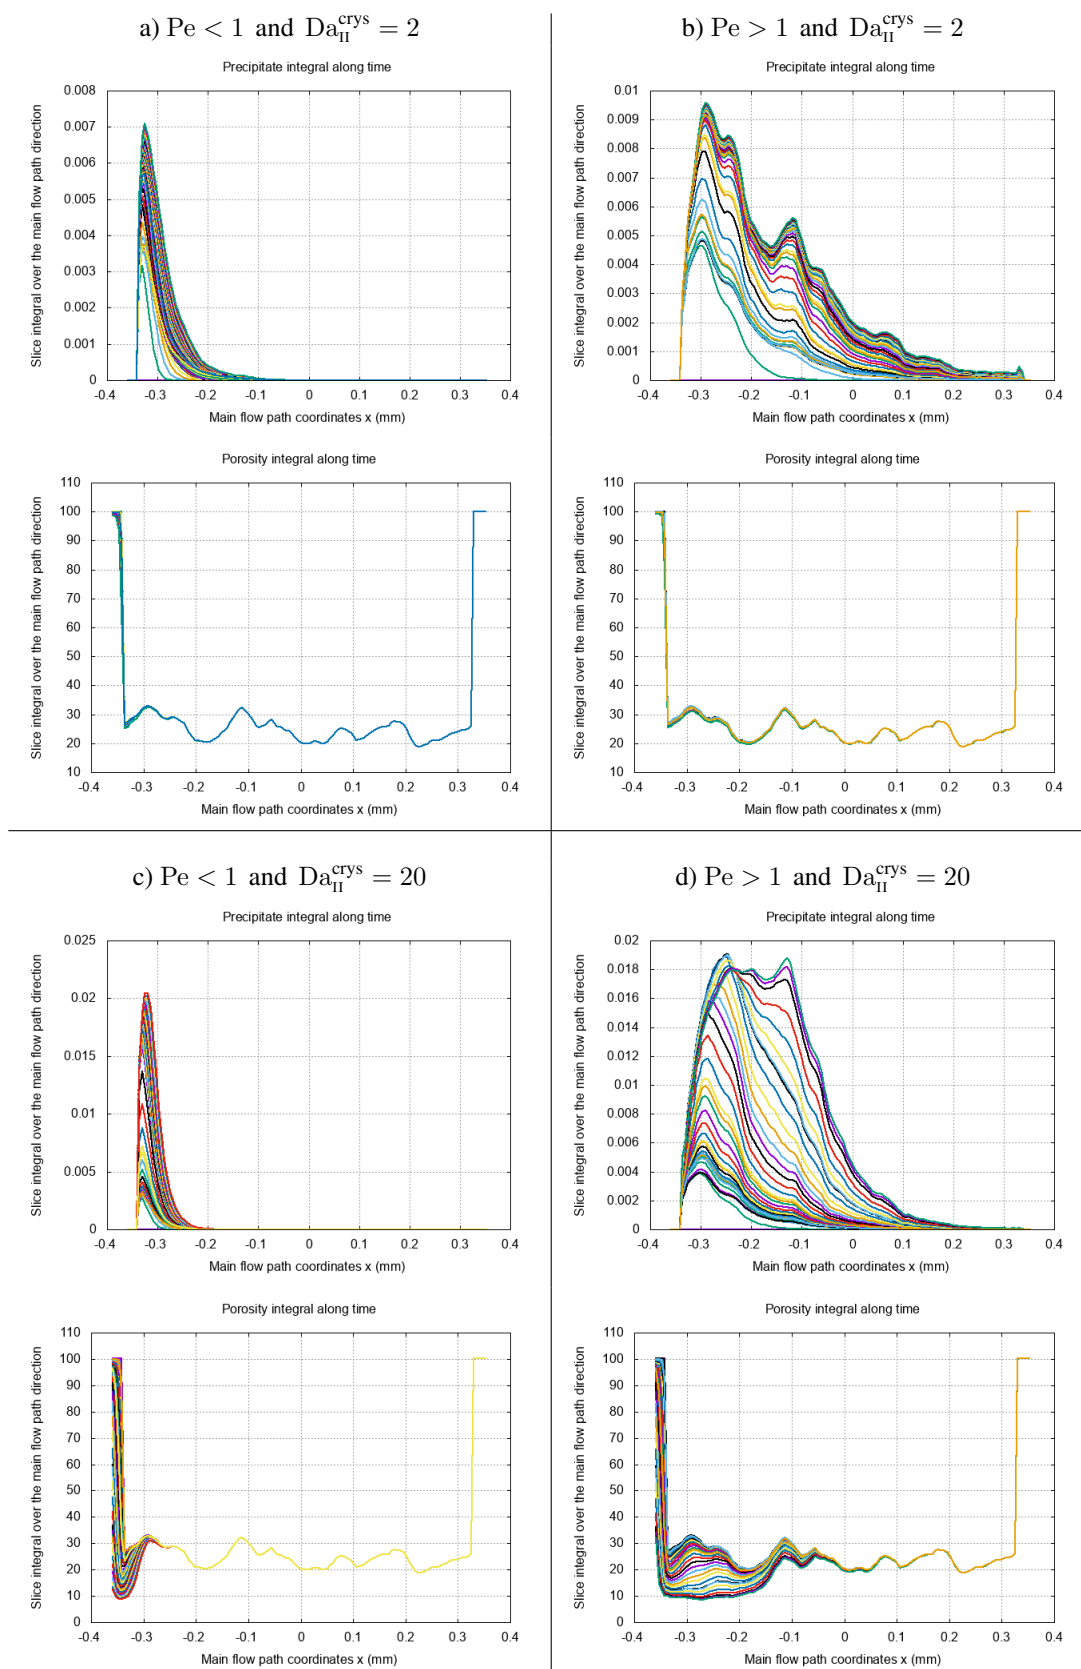 a) Pe < 1 and Da_II^crys = 2
Precipitate integral along time
Slice integral over the main flow path direction
0.008
0.007
0.006
0.005
0.004
0.003
0.002
0.001
0
-0.4 -0.3 -0.2 -0.1 0 0.1 0.2 0.3 0.4
Main flow path coordinates x (mm)
Porosity integral along time
Slice integral over the main flow path direction
110
100
90
80
70
60
50
40
30
20
10
-0.4 -0.3 -0.2 -0.1 0 0.1 0.2 0.3 0.4
Main flow path coordinates x (mm)
b) Pe > 1 and Da_II^crys = 2
Precipitate integral along time
Slice integral over the main flow path direction
0.01
0.009
0.008
0.007
0.006
0.005
0.004
0.003
0.002
0.001
0
-0.4 -0.3 -0.2 -0.1 0 0.1 0.2 0.3 0.4
Main flow path coordinates x (mm)
Porosity integral along time
Slice integral over the main flow path direction
110
100
90
80
70
60
50
40
30
20
10
-0.4 -0.3 -0.2 -0.1 0 0.1 0.2 0.3 0.4
Main flow path coordinates x (mm)
c) Pe < 1 and Da_II^crys = 20
Precipitate integral along time
Slice integral over the main flow path direction
0.025
0.02
0.015
0.01
0.005
0
-0.4 -0.3 -0.2 -0.1 0 0.1 0.2 0.3 0.4
Main flow path coordinates x (mm)
Porosity integral along time
Slice integral over the main flow path direction
110
100
90
80
70
60
50
40
30
20
10
0
-0.4 -0.3 -0.2 -0.1 0 0.1 0.2 0.3 0.4
Main flow path coordinates x (mm)
d) Pe > 1 and Da_II^crys = 20
Precipitate integral along time
Slice integral over the main flow path direction
0.02
0.018
0.016
0.014
0.012
0.01
0.008
0.006
0.004
0.002
0
-0.4 -0.3 -0.2 -0.1 0 0.1 0.2 0.3 0.4
Main flow path coordinates x (mm)
Porosity integral along time
Slice integral over the main flow path direction
110
100
90
80
70
60
50
40
30
20
10
0
-0.4 -0.3 -0.2 -0.1 0 0.1 0.2 0.3 0.4
Main flow path coordinates x (mm)